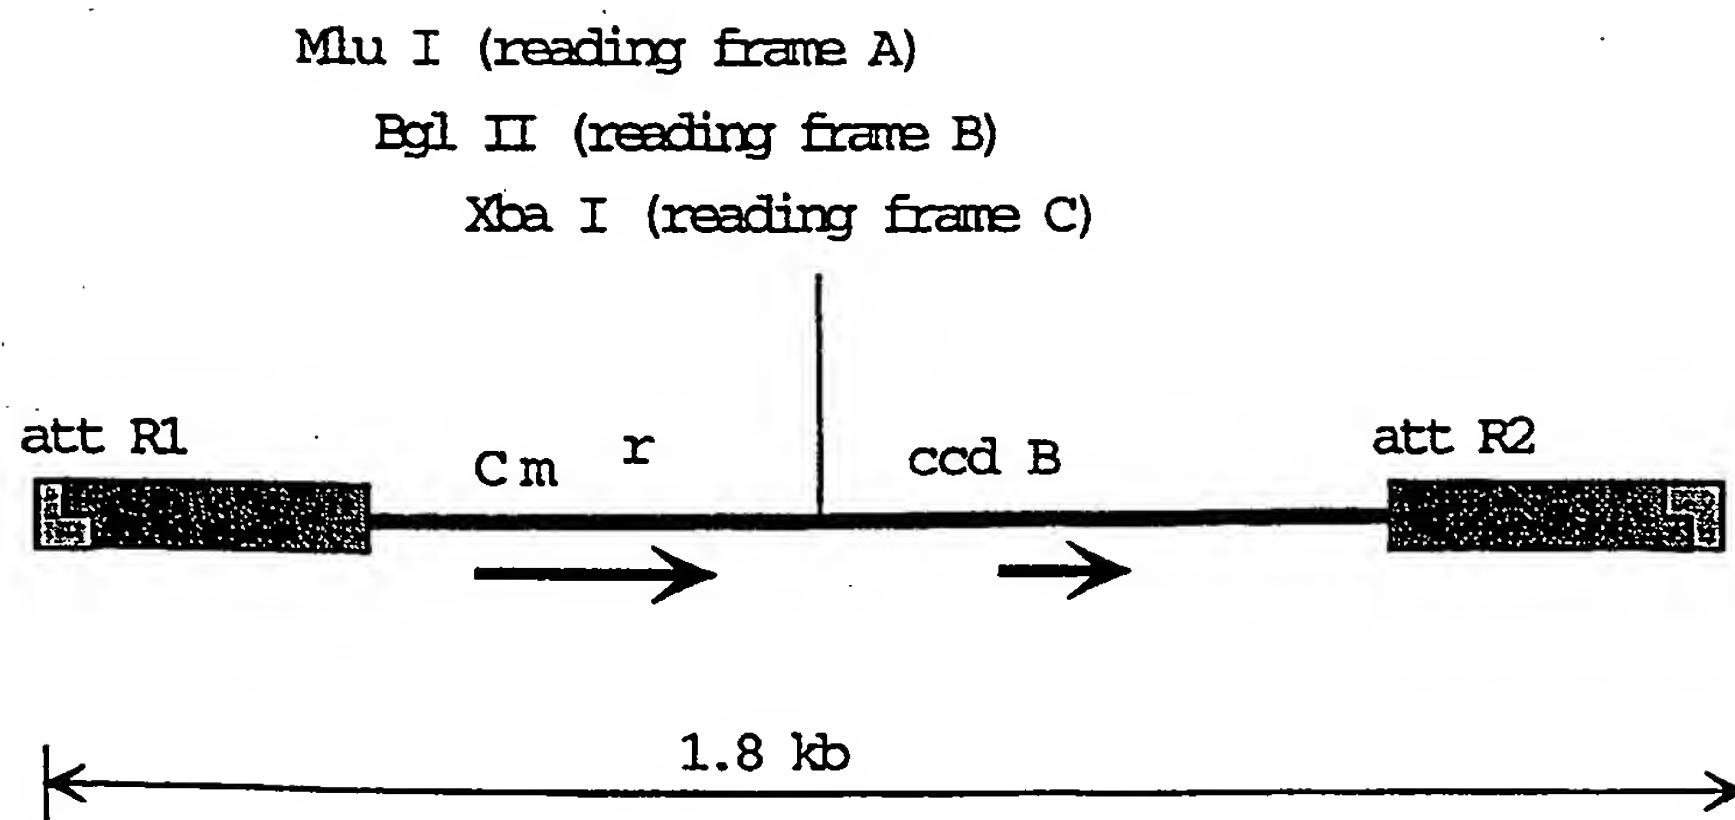 Mlu I (reading frame A)
Bgl II (reading frame B)
Xba I (reading frame C)
att R1
Cm r
ccd B
att R2
1.8 kb